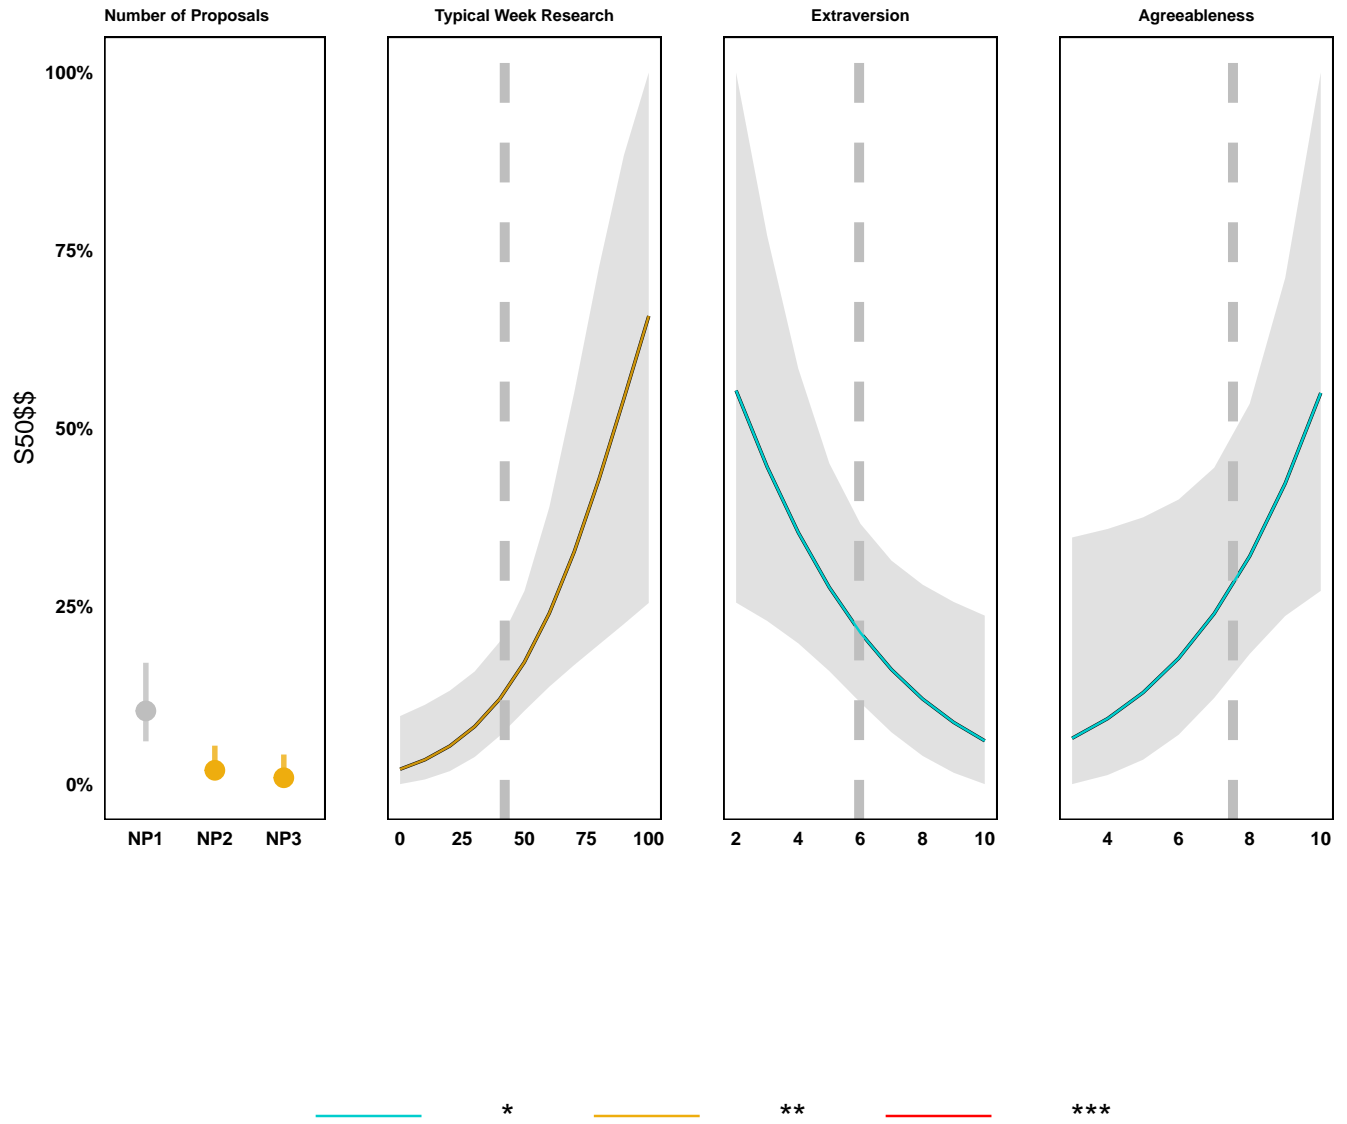 Number of Proposals
Typical Week Research
Extraversion
Agreeableness
S50$$
100%
75%
50%
25%
0%
NP1 NP2 NP3
0 25 50 75 100
2 4 6 8 10
4 6 8 10
* ** ***